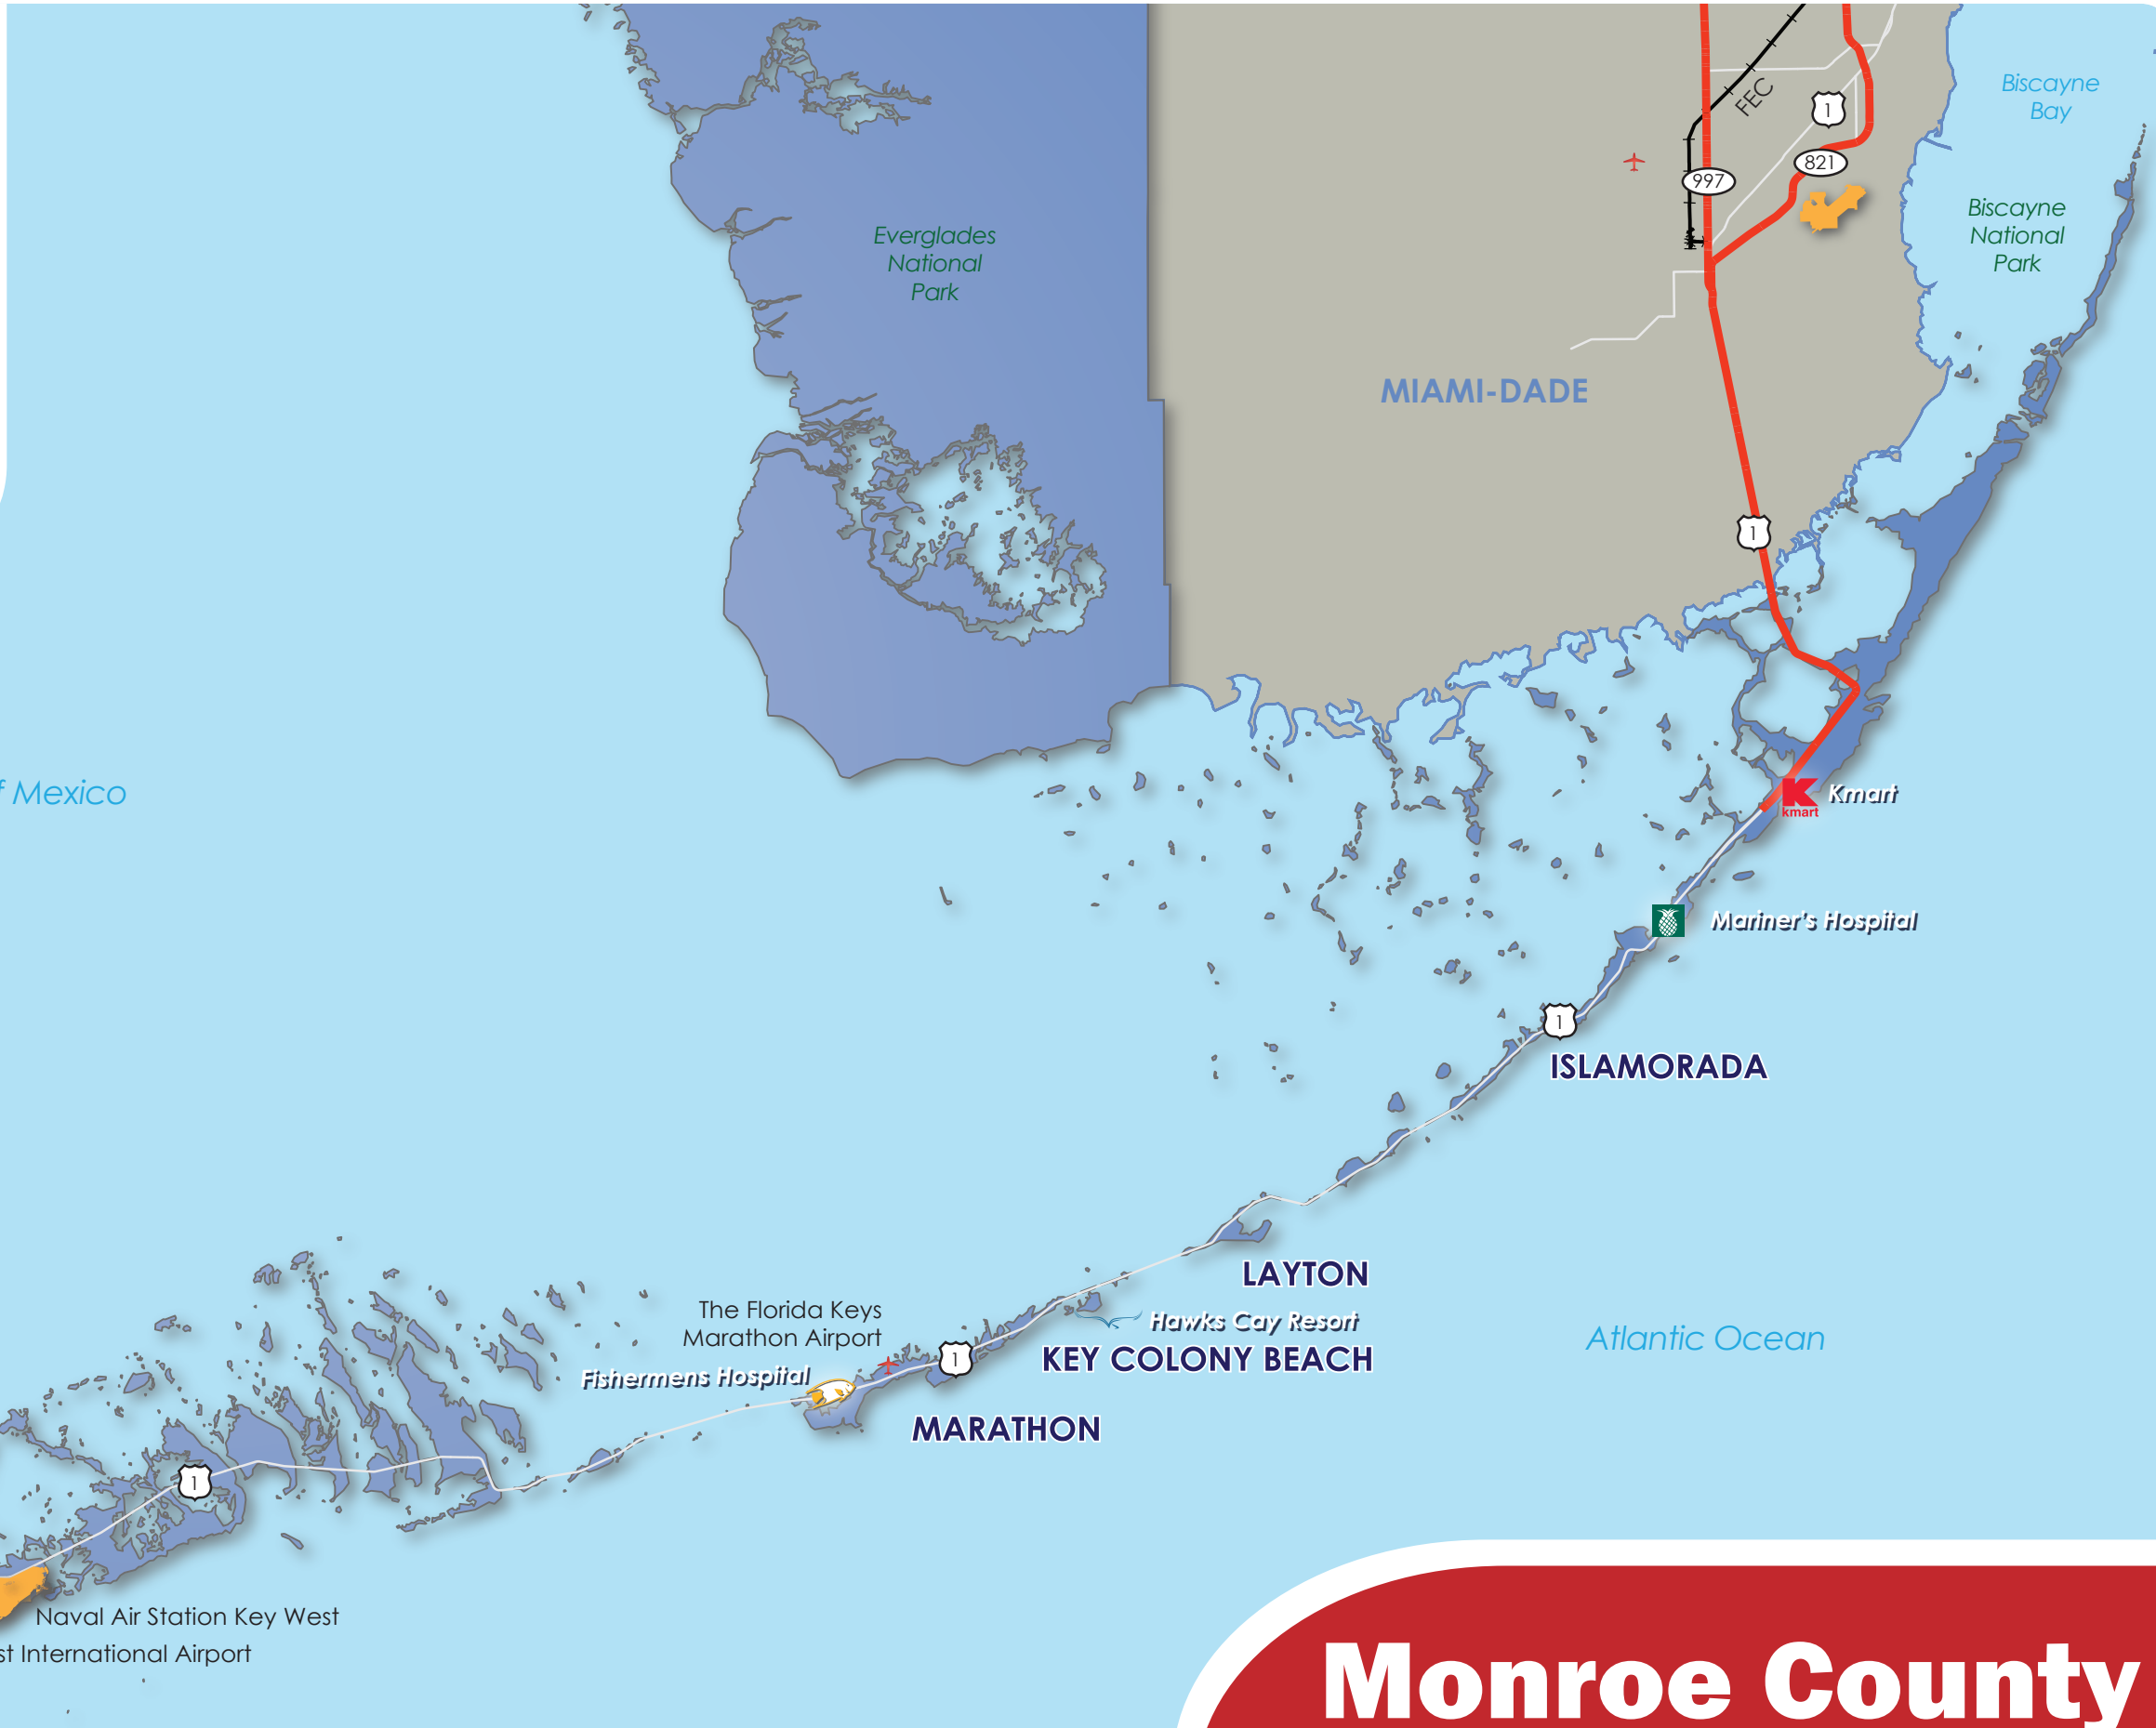 FEC
1
Biscayne
Bay
821
997
Biscayne
National
Park
Everglades
National
Park
MIAMI-DADE
1
f Mexico
Kmart
kmart
Mariner's Hospital
1
ISLAMORADA
LAYTON
The Florida Keys
Marathon Airport
Hawks Cay Resort
Atlantic Ocean
1
KEY COLONY BEACH
Fishermens Hospital
MARATHON
1
Naval Air Station Key West
st International Airport
Monroe County